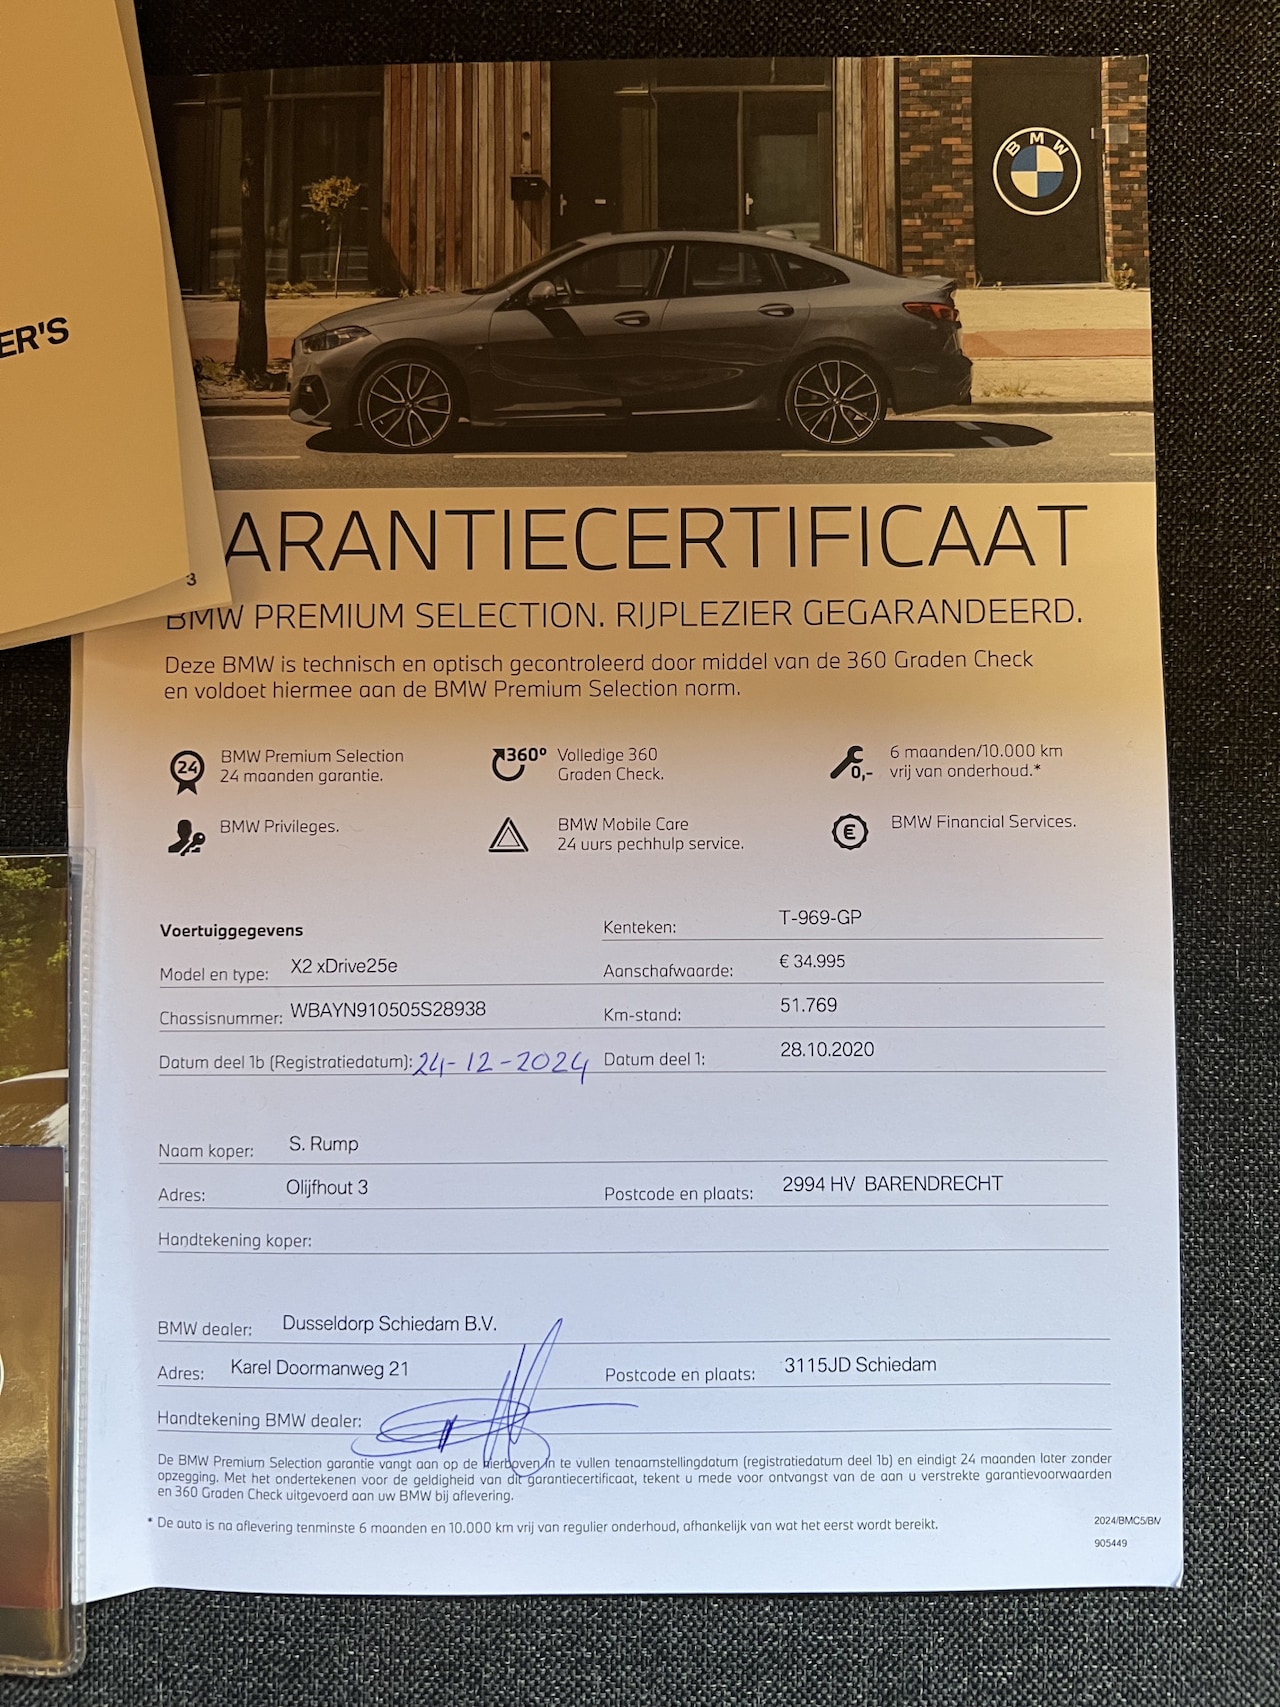 BMW
ER'S
3
ARANTIECERTIFICAAT
BMW PREMIUM SELECTION. RIJPLEZIER GEGARANDEERD.
Deze BMW is technisch en optisch gecontroleerd door middel van de 360 Graden Check
en voldoet hiermee aan de BMW Premium Selection norm.
24
BMW Premium Selection
24 maanden garantie.
360°
Volledige 360
Graden Check.
0,-
6 maanden/10.000 km
vrij van onderhoud.*
BMW Privileges.
BMW Mobile Care
24 uurs pechhulp service.
€
BMW Financial Services.
Voertuiggegevens
Kenteken: T-969-GP
Model en type: X2 xDrive25e
Aanschafwaarde: € 34.995
Chassisnummer: WBAYN910505S28938
Km-stand: 51.769
Datum deel 1b (Registratiedatum): 24-12-2024
Datum deel 1: 28.10.2020
Naam koper: S. Rump
Adres: Olijfhout 3
Postcode en plaats: 2994 HV BARENDRECHT
Handtekening koper:
BMW dealer: Dusseldorp Schiedam B.V.
Adres: Karel Doormanweg 21
Postcode en plaats: 3115JD Schiedam
Handtekening BMW dealer:
De BMW Premium Selection garantie vangt aan op de hierboven in te vullen tenaamstellingdatum (registratiedatum deel 1b) en eindigt 24 maanden later zonder
opzegging. Met het ondertekenen voor de geldigheid van dit garantiecertificaat, tekent u mede voor ontvangst van de aan u verstrekte garantievoorwaarden
en 360 Graden Check uitgevoerd aan uw BMW bij aflevering.
* De auto is na aflevering tenminste 6 maanden en 10.000 km vrij van regulier onderhoud, afhankelijk van wat het eerst wordt bereikt.
2024/BMC5/BM
905449